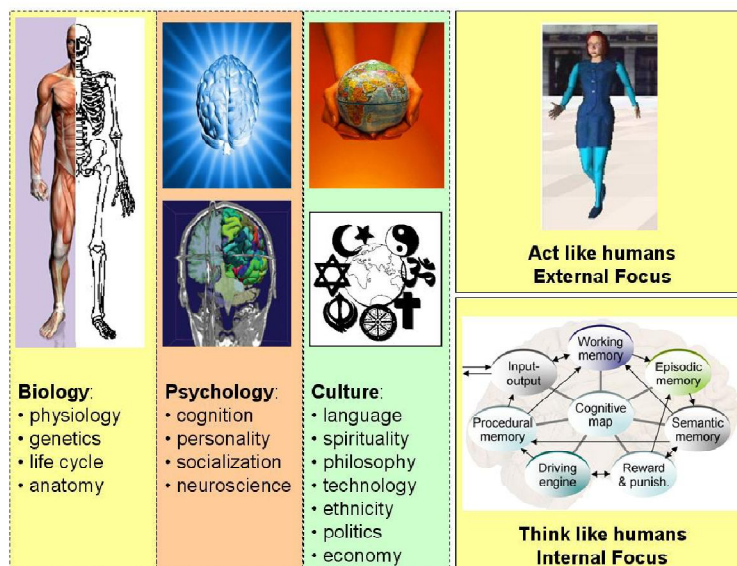 Biology:
• physiology
• genetics
• life cycle
• anatomy
Psychology:
• cognition
• personality
• socialization
• neuroscience
Culture:
• language
• spirituality
• philosophy
• technology
• ethnicity
• politics
• economy
Act like humans
External Focus
Working
memory
Input-
output
Episodic
memory
Cognitive
map
Procedural
memory
Semantic
memory
Driving
engine
Reward
& punish.
Think like humans
Internal Focus